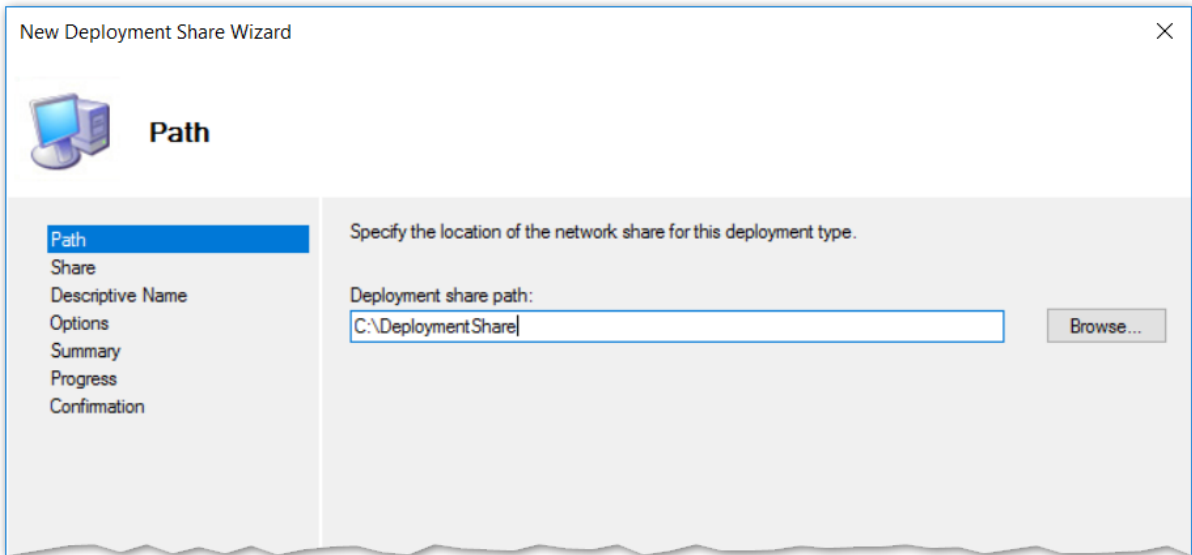 New Deployment Share Wizard
Path
Path
Share
Descriptive Name
Options
Summary
Progress
Confirmation
Specify the location of the network share for this deployment type.
Deployment share path:
C:\DeploymentShare
Browse...